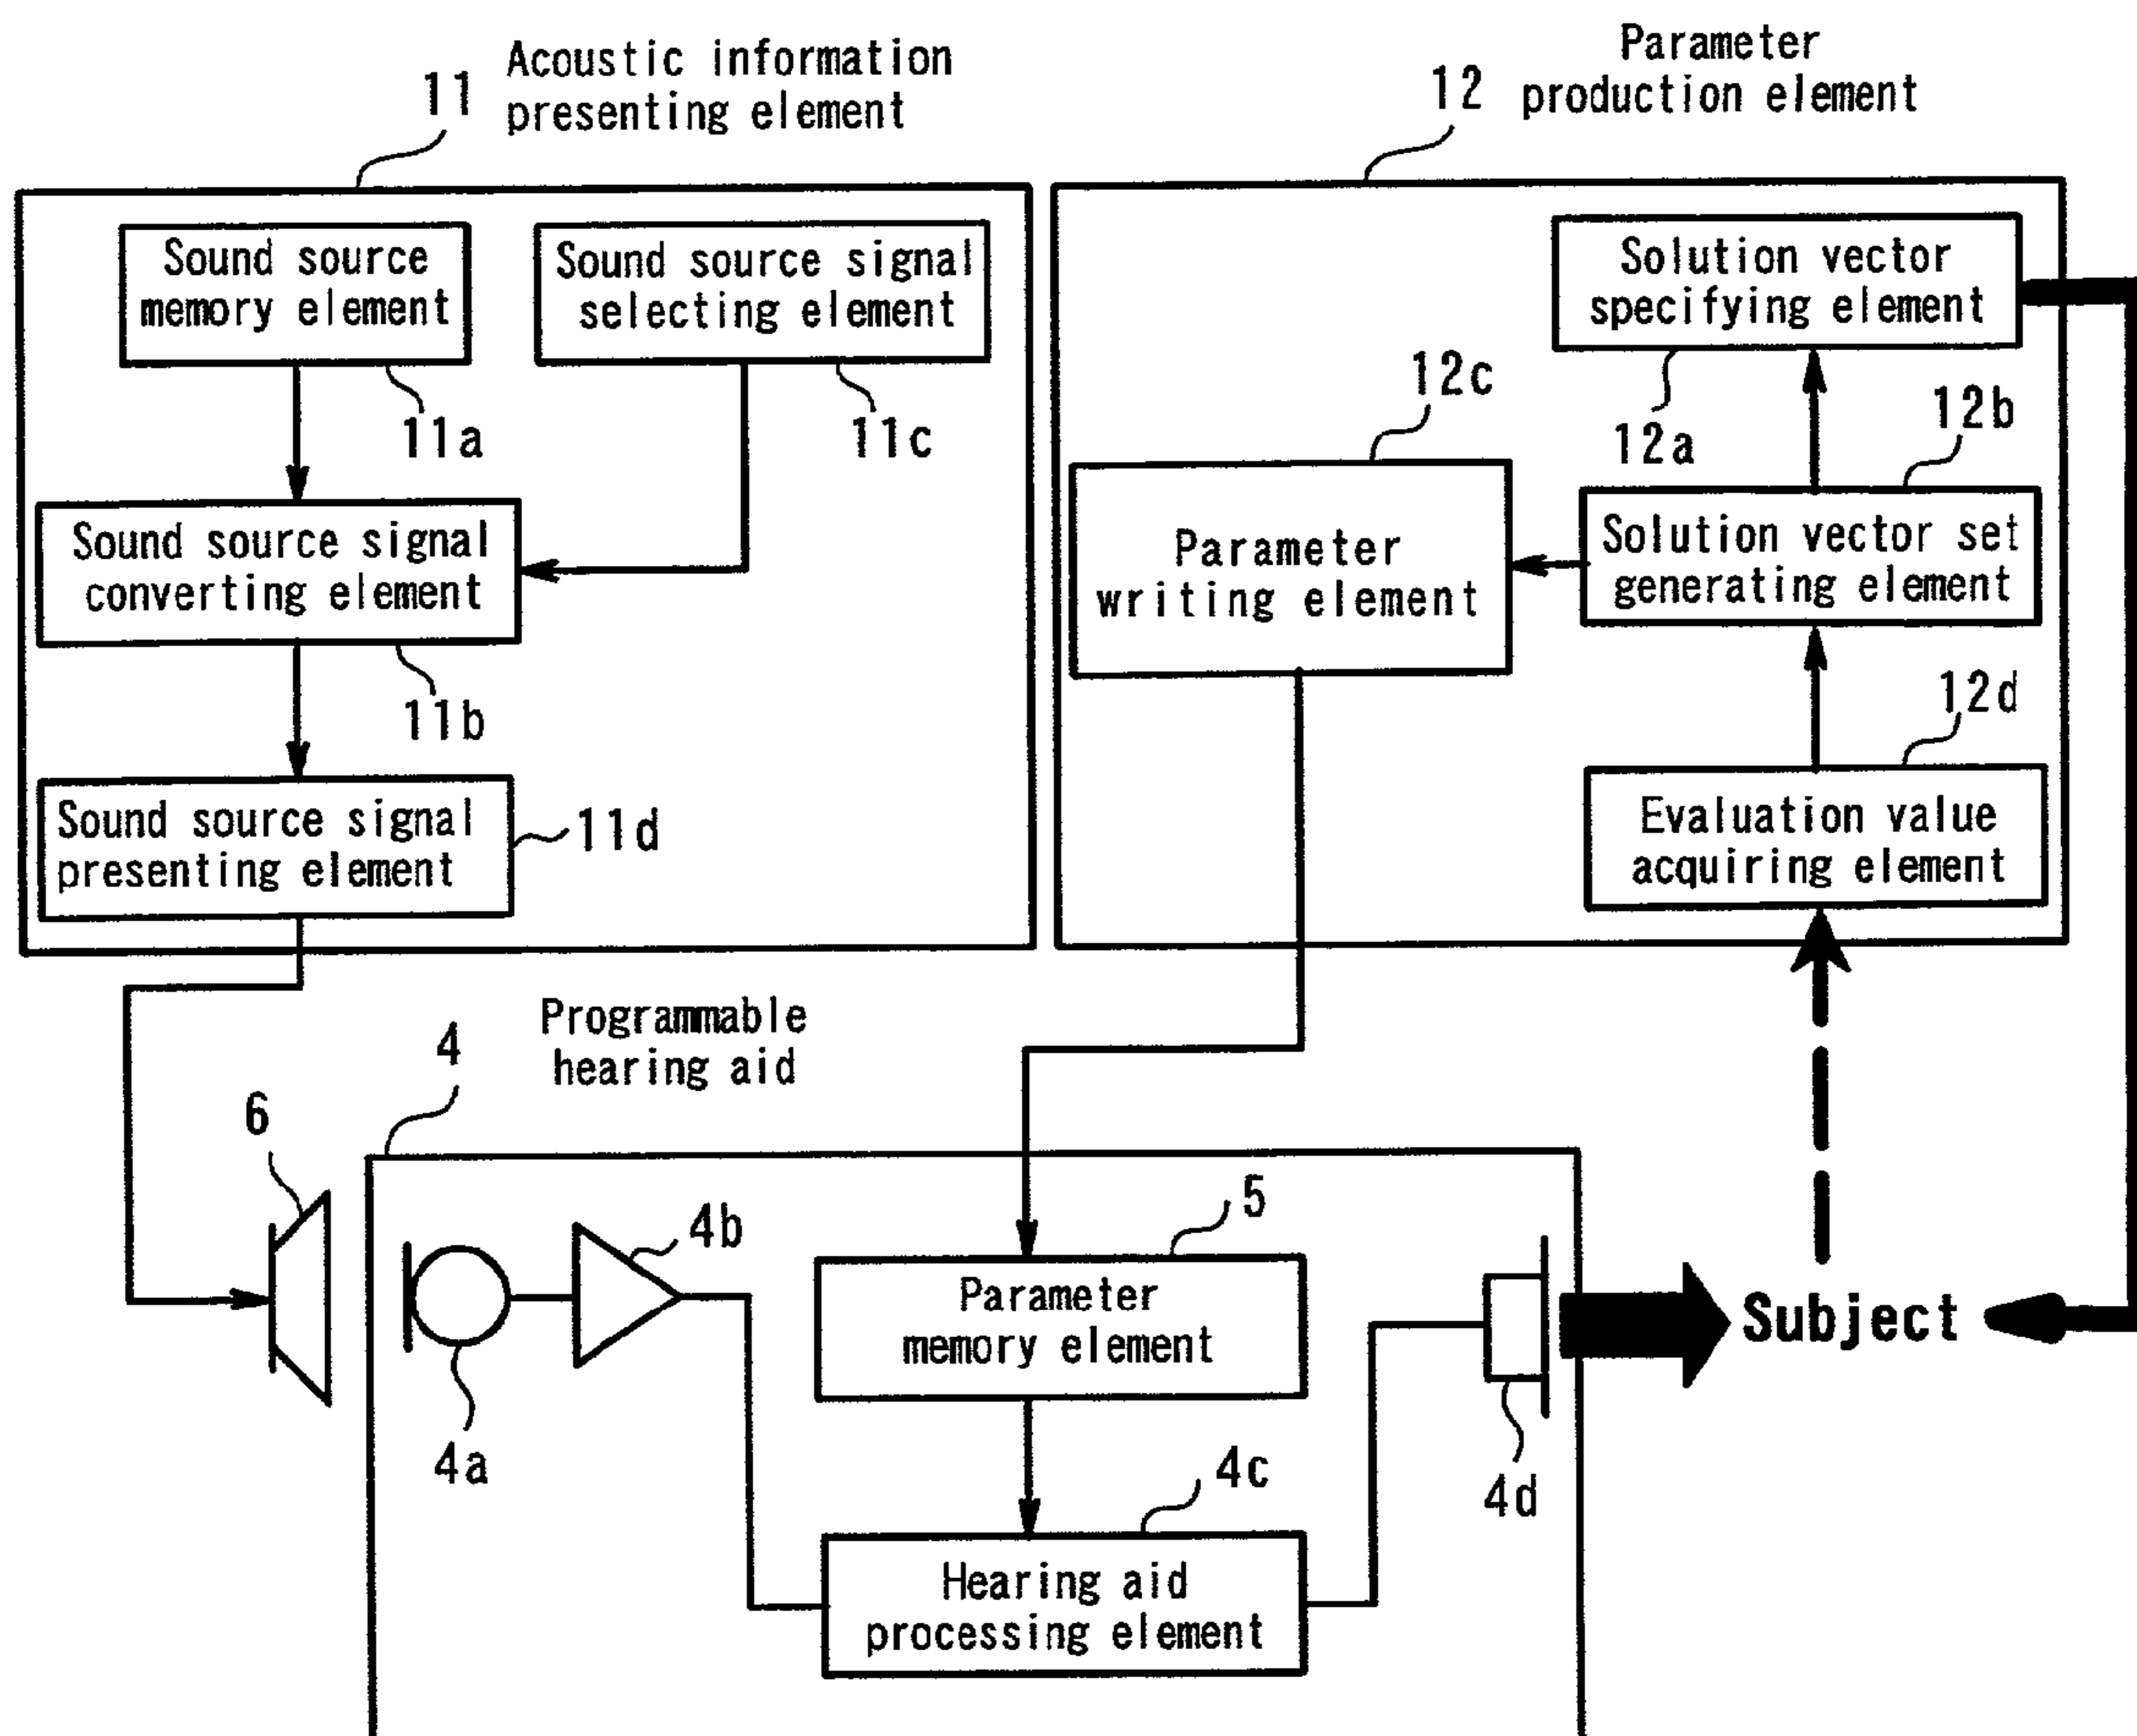 11
Acoustic information
presenting element
12
Parameter
production element
Sound source
memory element
11a
Sound source signal
selecting element
11c
Sound source signal
converting element
11b
Sound source signal
presenting element
11d
Solution vector
specifying element
12a
12c
Parameter
writing element
12b
Solution vector set
generating element
12d
Evaluation value
acquiring element
Programmable
hearing aid
4
6
4a
4b
5
Parameter
memory element
4c
Hearing aid
processing element
4d
Subject